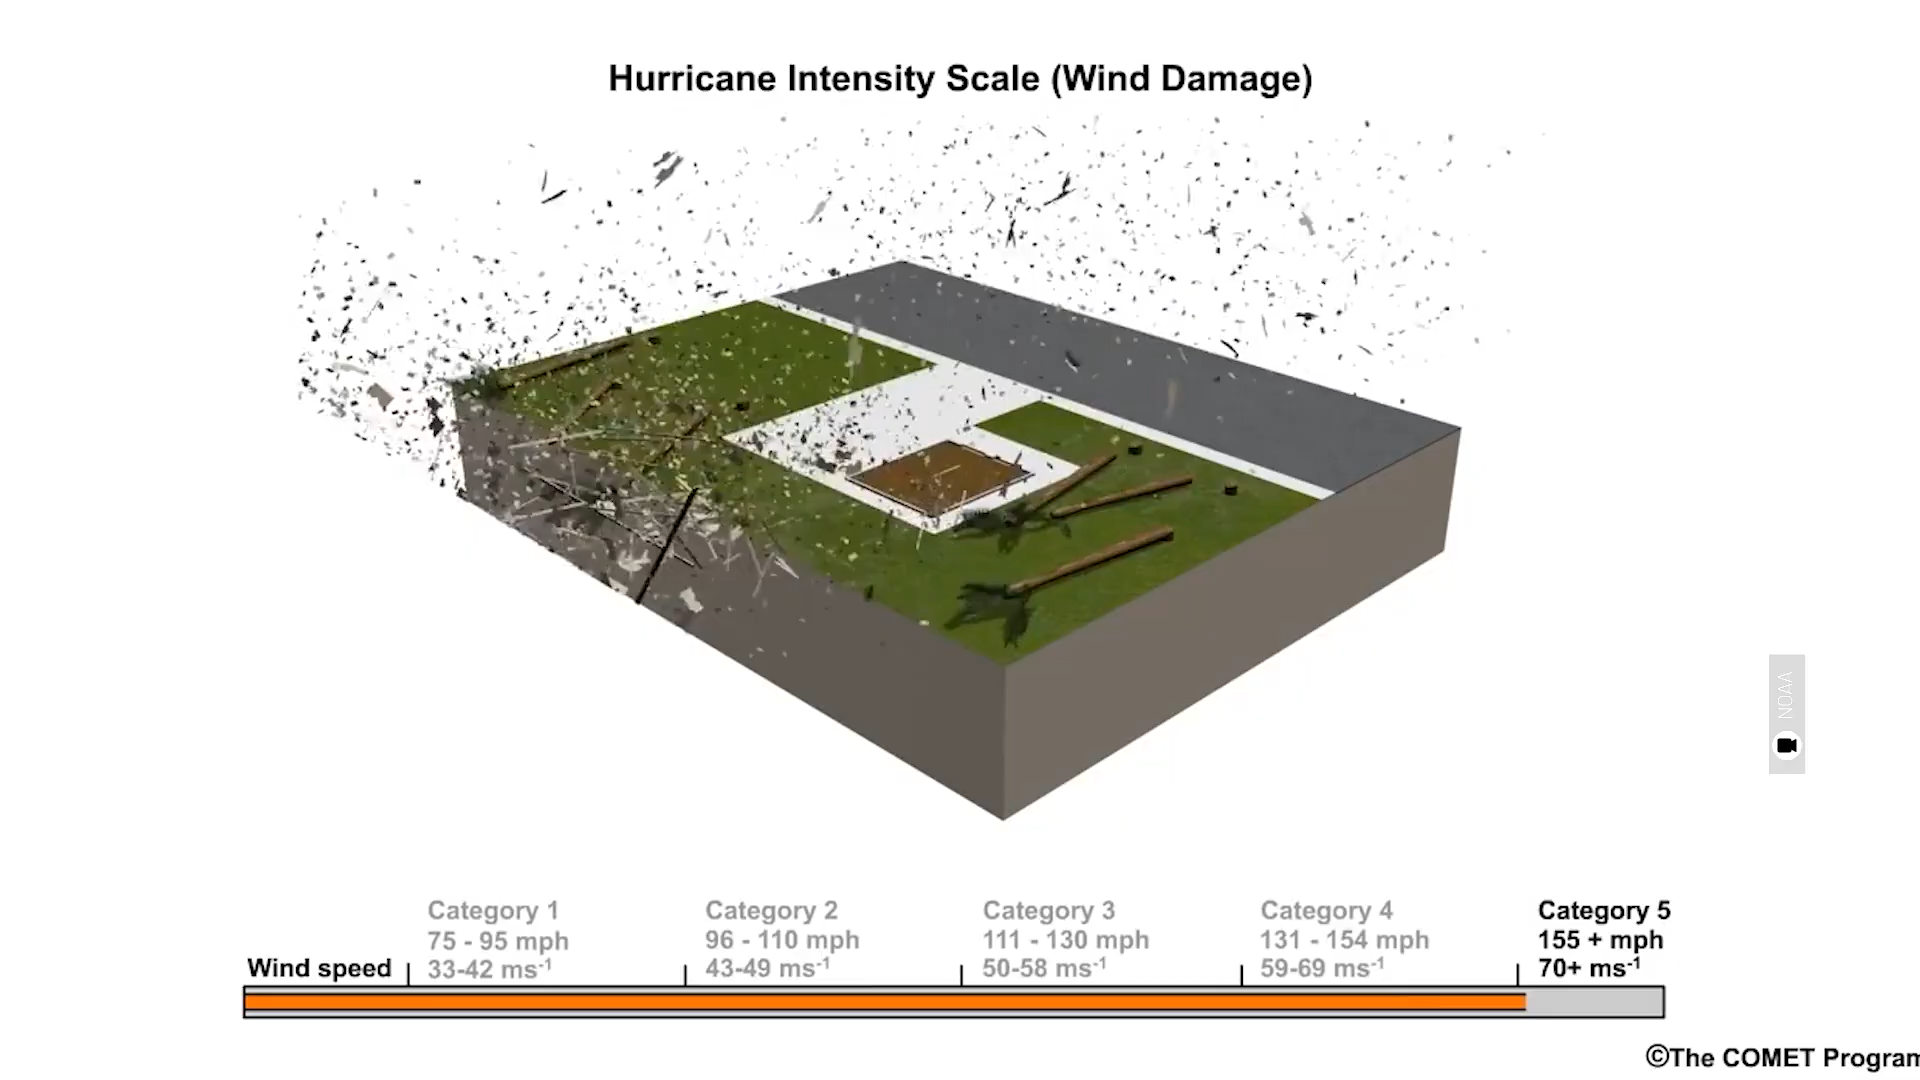 Hurricane Intensity Scale (Wind Damage)
NOAA
Category 1
75 - 95 mph
33-42 ms-1
Category 2
96 - 110 mph
43-49 ms-1
Category 3
111 - 130 mph
50-58 ms-1
Category 4
131 - 154 mph
59-69 ms-1
Category 5
155 + mph
70+ ms-1
Wind speed
©The COMET Program